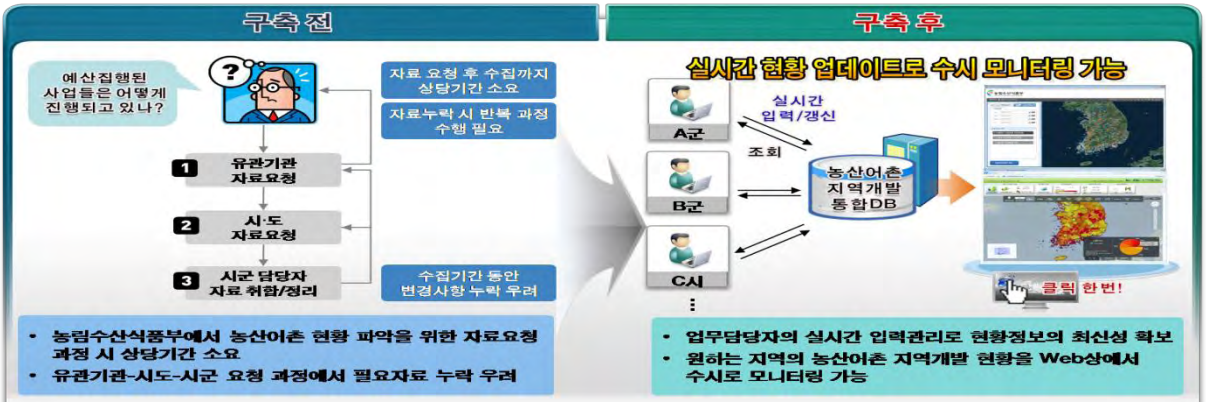 구축 전
예산집행된
사업들은 어떻게
진행되고 있나?
?
자료 요청 후 수집까지
상당기간 소요
자료누락 시 반복 과정
수행 필요
1
유관기관
자료요청
2
시·도
자료요청
3
시군 담당자
자료 취합/정리
수집기간 동안
변경사항 누락 우려
• 농림수산식품부에서 농산어촌 현황 파악을 위한 자료요청
과정 시 상당기간 소요
• 유관기관-시도-시군 요청 과정에서 필요자료 누락 우려
구축 후
실시간 현황 업데이트로 수시 모니터링 가능
A군
B군
C시
⋮
실시간
입력/갱신
조회
농산어촌
지역개발
통합DB
농림수산식품부
클릭 한번!
• 업무담당자의 실시간 입력관리로 현황정보의 최신성 확보
• 원하는 지역의 농산어촌 지역개발 현황을 Web상에서
수시로 모니터링 가능